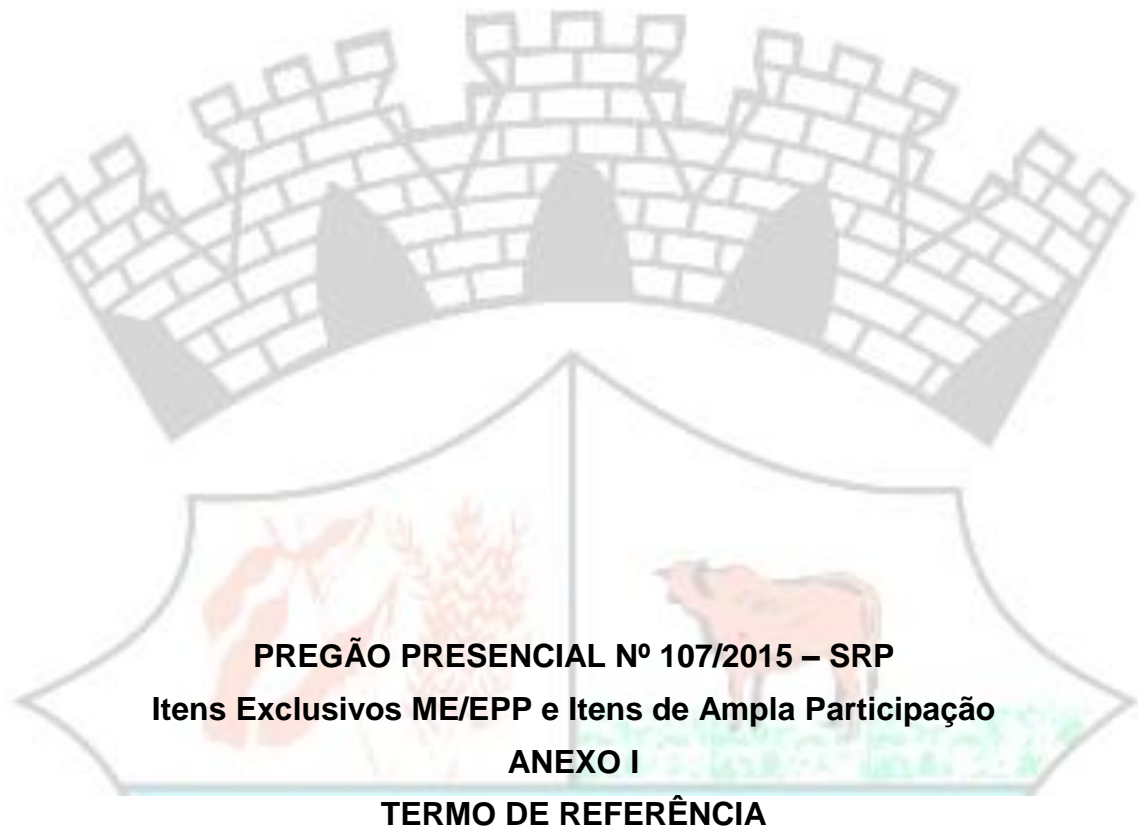 PREGÃO PRESENCIAL Nº 107/2015 – SRP
Itens Exclusivos ME/EPP e Itens de Ampla Participação
ANEXO I
TERMO DE REFERÊNCIA